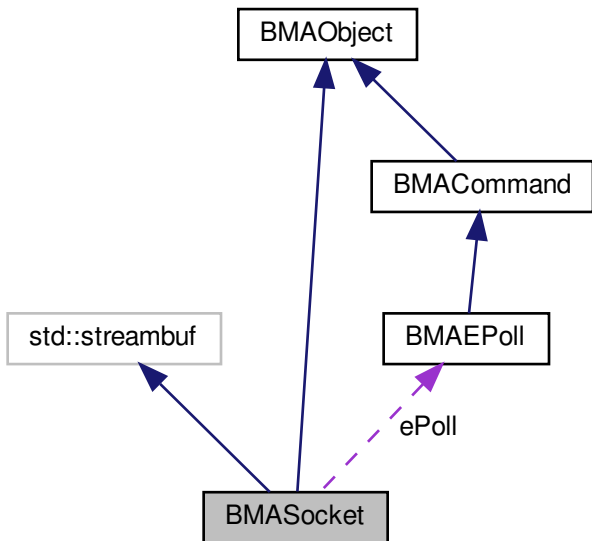 BMAObject
BMACommand
std::streambuf
BMAEPoll
ePoll
BMASocket